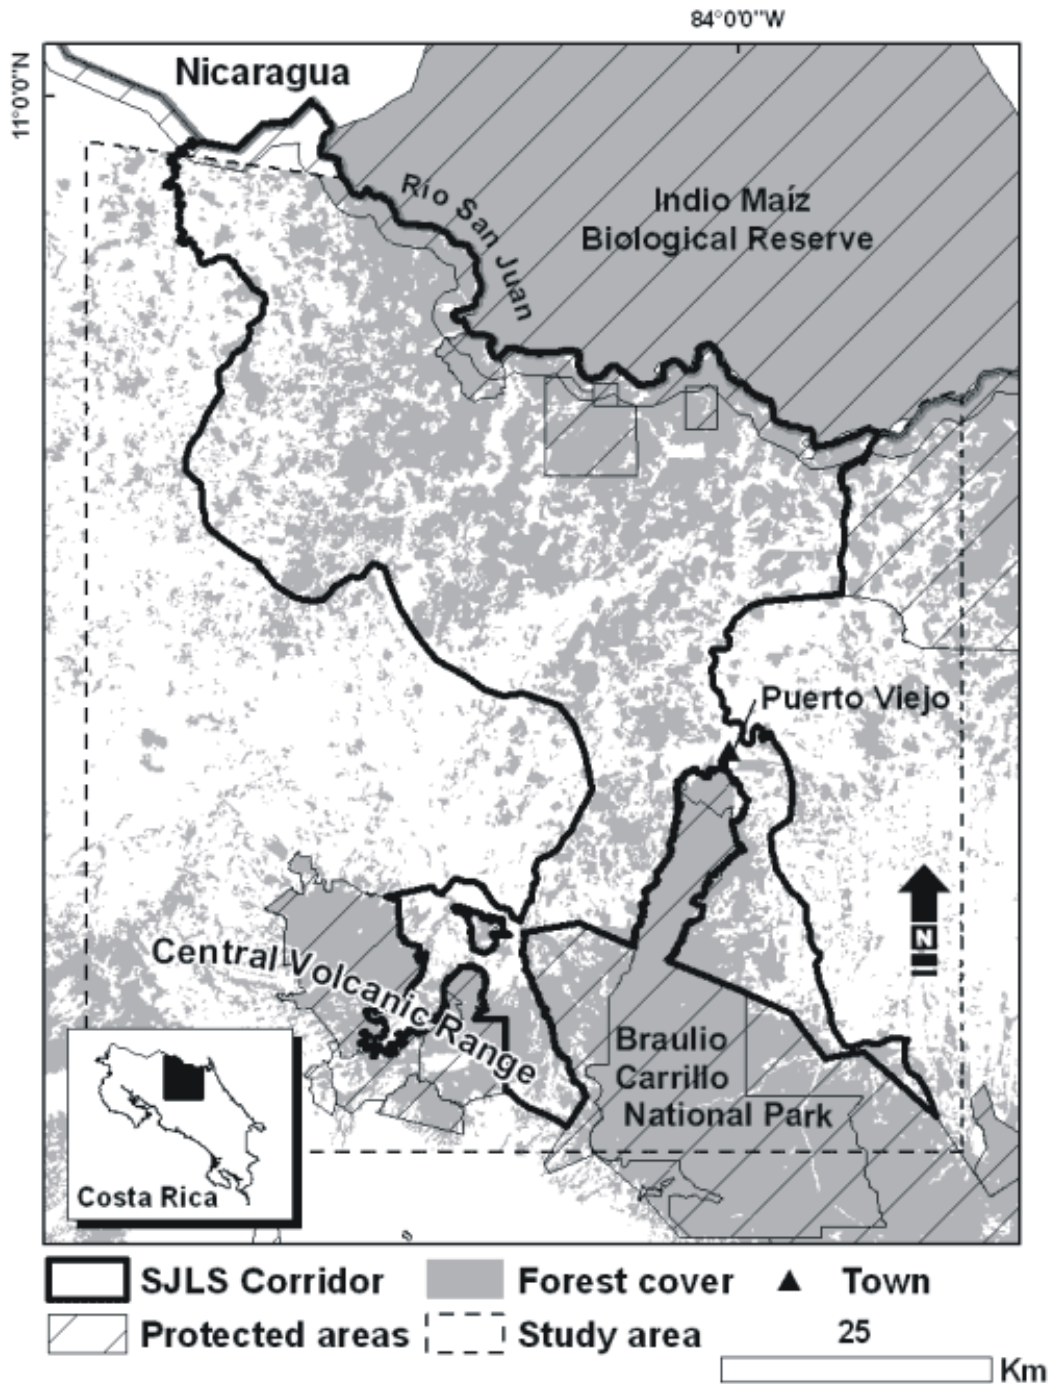 84°0'0"W
11°0'0"N
Nicaragua
Río San Juan
Indio Maíz
Biological Reserve
Puerto Viejo
N
Central Volcanic Range
Braulio
Carrillo
National Park
Costa Rica
SJLS Corridor
Forest cover
Town
Protected areas
Study area
25
Km